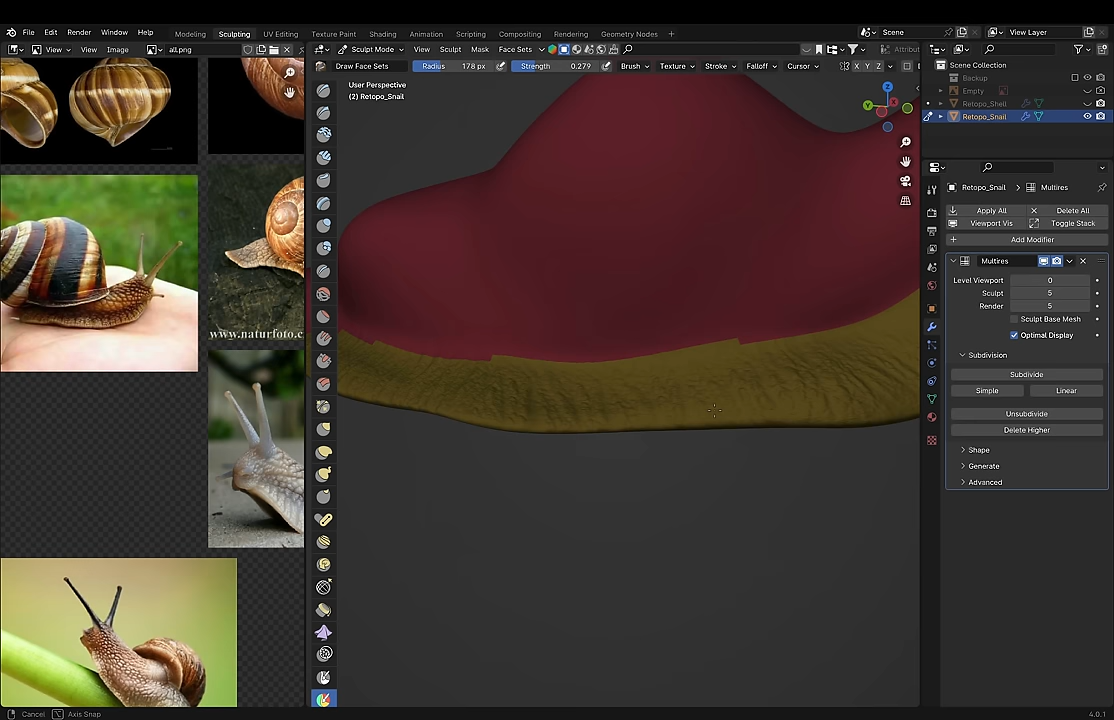 File Edit Render Window Help
Modeling Sculpting UV Editing Texture Paint Shading Animation Compositing Scripting Rendering Geometry Nodes +
Scene
View Layer
View View Image all.png
Sculpt Mode View Sculpt Mask Face Sets
Attribut
Draw Face Sets Radius 178 px Strength 0.279 Brush Texture Stroke Falloff Cursor X Y Z
User Perspective
(2) Retopo_Snail
Z
Y
X
www.naturfoto.c
Scene Collection
Backup
Empty
Retopo_Shell
Retopo_Snail
Retopo_Snail > Multires
Apply All Delete All
Viewport Vis Toggle Stack
Add Modifier
Multires
Level Viewport 0
Sculpt 5
Render 5
Sculpt Base Mesh
Optimal Display
Subdivision
Subdivide
Simple Linear
Unsubdivide
Delete Higher
Shape
Generate
Advanced
Cancel Axis Snap
4.0.1